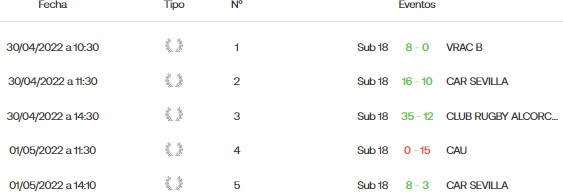 Fecha Tipo Nº Eventos
30/04/2022 a 10:30 1 Sub 18 8 - 0 VRAC B
30/04/2022 a 11:30 2 Sub 18 16 - 10 CAR SEVILLA
30/04/2022 a 14:30 3 Sub 18 35 - 12 CLUB RUGBY ALCORC...
01/05/2022 a 11:30 4 Sub 18 0 - 15 CAU
01/05/2022 a 14:10 5 Sub 18 8 - 3 CAR SEVILLA